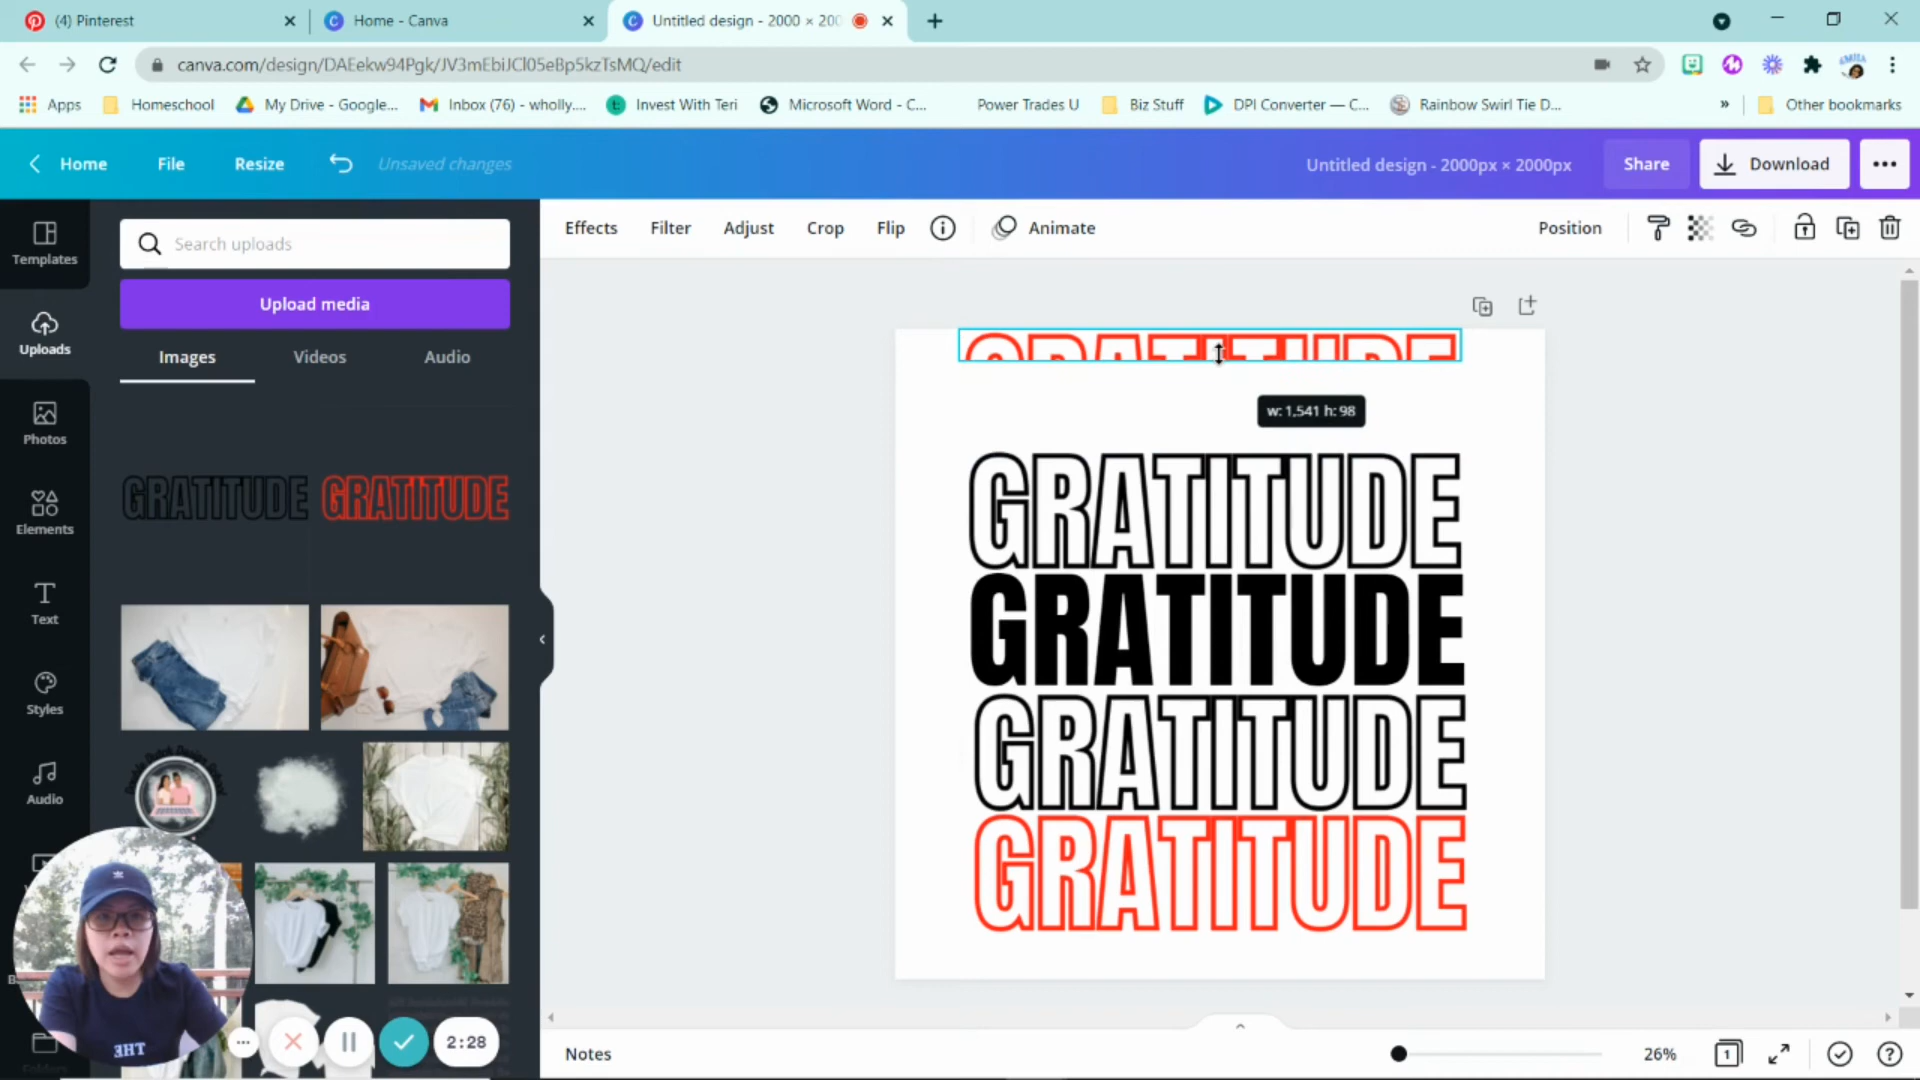 (4) Pinterest
Home - Canva
Untitled design - 2000 × 200
canva.com/design/DAEekw94Pgk/JV3mEbiJCl05eBp5kzTsMQ/edit
Apps
Homeschool
My Drive - Google...
Inbox (76) - wholly....
Invest With Teri
Microsoft Word - C...
Power Trades U
Biz Stuff
DPI Converter — C...
Rainbow Swirl Tie D...
»
Other bookmarks
Home
File
Resize
Unsaved changes
Untitled design - 2000px × 2000px
Share
Download
Effects
Filter
Adjust
Crop
Flip
Animate
Position
Templates
Uploads
Photos
Elements
Text
Styles
Audio
Search uploads
Upload media
Images
Videos
Audio
GRATITUDE
GRATITUDE
GRATITUDE
w: 1,541 h: 98
GRATITUDE
GRATITUDE
GRATITUDE
GRATITUDE
THE
2:28
Notes
26%
1